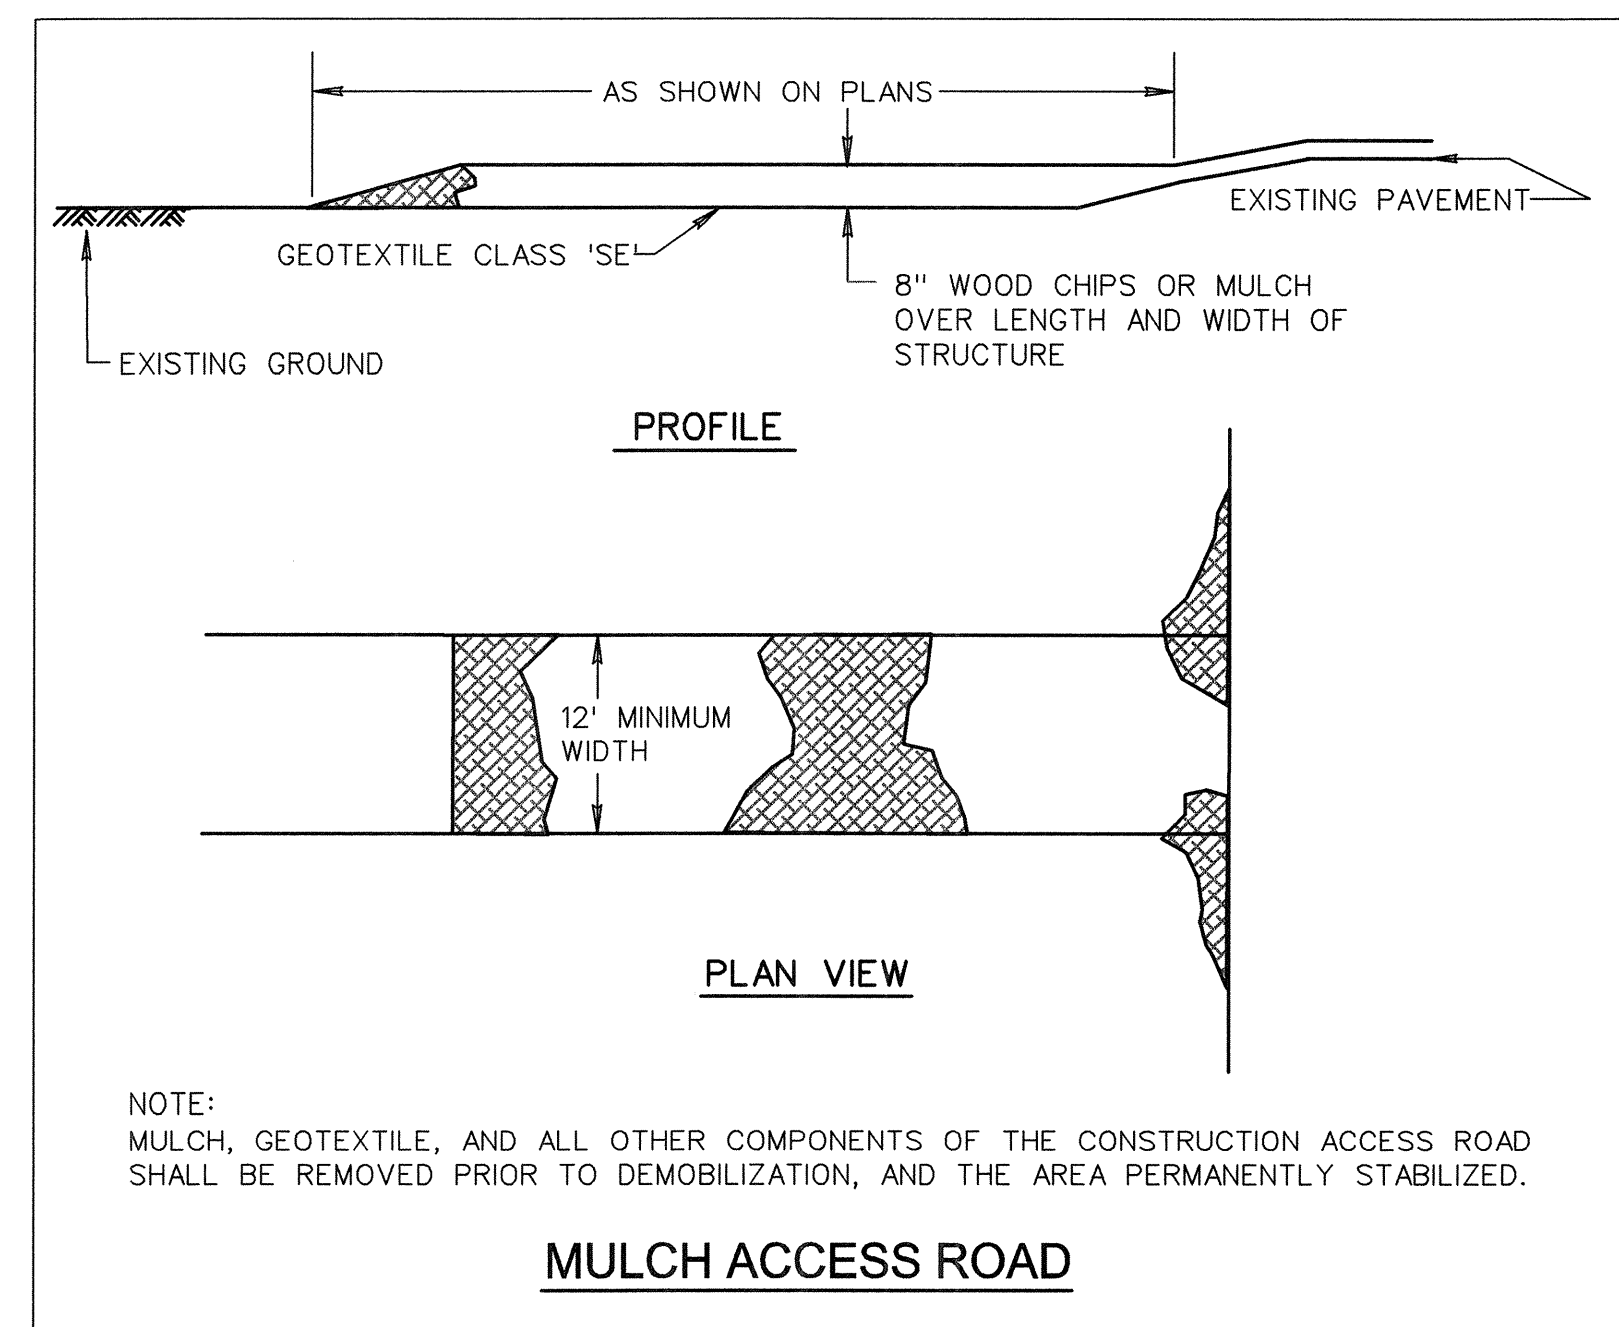 AS SHOWN ON PLANS
EXISTING PAVEMENT
GEOTEXTILE CLASS 'SE'
8" WOOD CHIPS OR MULCH
OVER LENGTH AND WIDTH OF
STRUCTURE
EXISTING GROUND
PROFILE
12' MINIMUM
WIDTH
PLAN VIEW
NOTE:
MULCH, GEOTEXTILE, AND ALL OTHER COMPONENTS OF THE CONSTRUCTION ACCESS ROAD
SHALL BE REMOVED PRIOR TO DEMOBILIZATION, AND THE AREA PERMANENTLY STABILIZED.
MULCH ACCESS ROAD